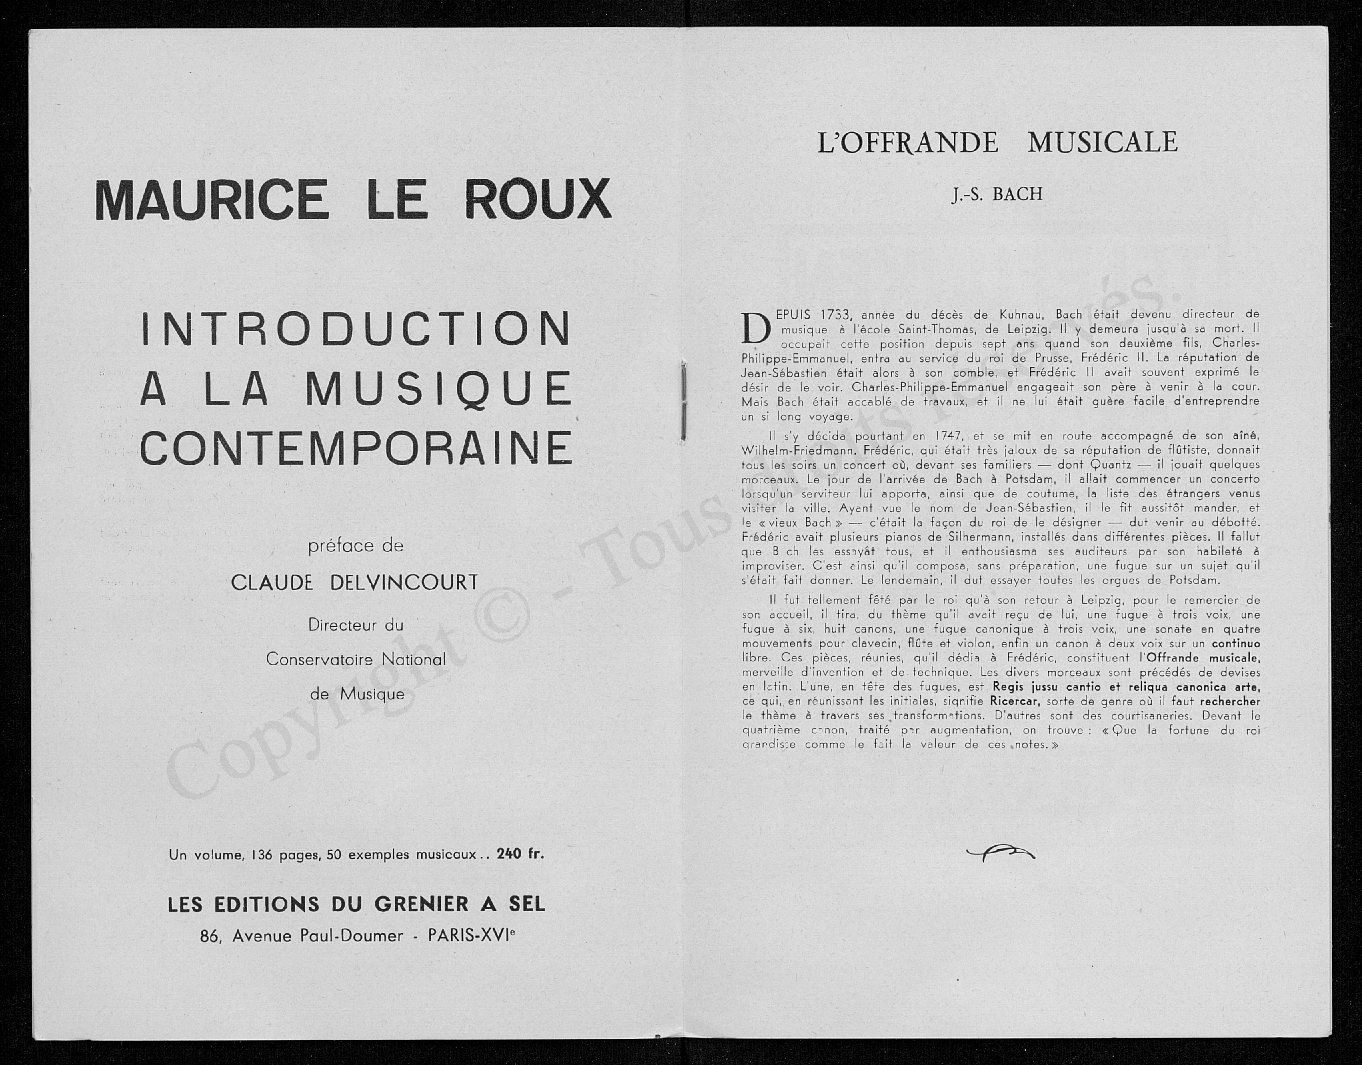 MAURICE LE ROUX
INTRODUCTION
A LA MUSIQUE
CONTEMPORAINE
préface de
CLAUDE DELVINCOURT
Directeur du
Conservatoire National
de Musique
Un volume, 136 pages, 50 exemples musicaux.. 240 fr.
LES EDITIONS DU GRENIER A SEL
86, Avenue Paul-Doumer - PARIS-XVIe
L'OFFRANDE MUSICALE
J.-S. BACH
DEPUIS 1733, année du décès de Kuhnau, Bach était devenu directeur de
musique à l'école Saint-Thomas, de Leipzig. Il y demeura jusqu'à sa mort. Il
occupait cette position depuis sept ans quand son deuxième fils, Charles-
Philippe-Emmanuel, entra au service du roi de Prusse, Frédéric II. La réputation de
Jean-Sébastien était alors à son comble, et Frédéric II avait souvent exprimé le
désir de le voir. Charles-Philippe-Emmanuel engageait son père à venir à la cour.
Mais Bach était accablé de travaux, et il ne lui était guère facile d'entreprendre
un si long voyage.
Il s'y décida pourtant en 1747, et se mit en route accompagné de son aîné,
Wilhelm-Friedmann. Frédéric, qui était très jaloux de sa réputation de flûtiste, donnait
tous les soirs un concert où, devant ses familiers — dont Quantz — il jouait quelques
morceaux. Le jour de l'arrivée de Bach à Potsdam, il allait commencer un concerto
lorsqu'un serviteur lui apporta, ainsi que de coutume, la liste des étrangers venus
visiter la ville. Ayant vue le nom de Jean-Sébastien, il le fit aussitôt mander, et
le « vieux Bach » — c'était la façon du roi de le désigner — dut venir au débotté.
Frédéric avait plusieurs pianos de Silhermann, installés dans différentes pièces. Il fallut
que B ch les essayât tous, et il enthousiasma ses auditeurs par son habileté à
improviser. C'est ainsi qu'il composa, sans préparation, une fugue sur un sujet qu'il
s'était fait donner. Le lendemain, il dut essayer toutes les orgues de Potsdam.
Il fut tellement fêté par le roi qu'à son retour à Leipzig, pour le remercier de
son accueil, il tira, du thème qu'il avait reçu de lui, une fugue à trois voix, une
fugue à six, huit canons, une fugue canonique à trois voix, une sonate en quatre
mouvements pour clavecin, flûte et violon, enfin un canon à deux voix sur un continuo
libre. Ces pièces, réunies, qu'il dédia à Frédéric, constituent l'Offrande musicale,
merveille d'invention et de technique. Les divers morceaux sont précédés de devises
en latin. L'une, en tête des fugues, est Regis jussu cantio et reliqua canonica arte,
ce qui, en réunissant les initiales, signifie Ricercar, sorte de genre où il faut rechercher
le thème à travers ses transformations. D'autres sont des courtisaneries. Devant le
quatrième canon, traité par augmentation, on trouve : « Que la fortune du roi
grandisse comme le fait la valeur de ces notes. »
Copyright © - Tous droits réservés.